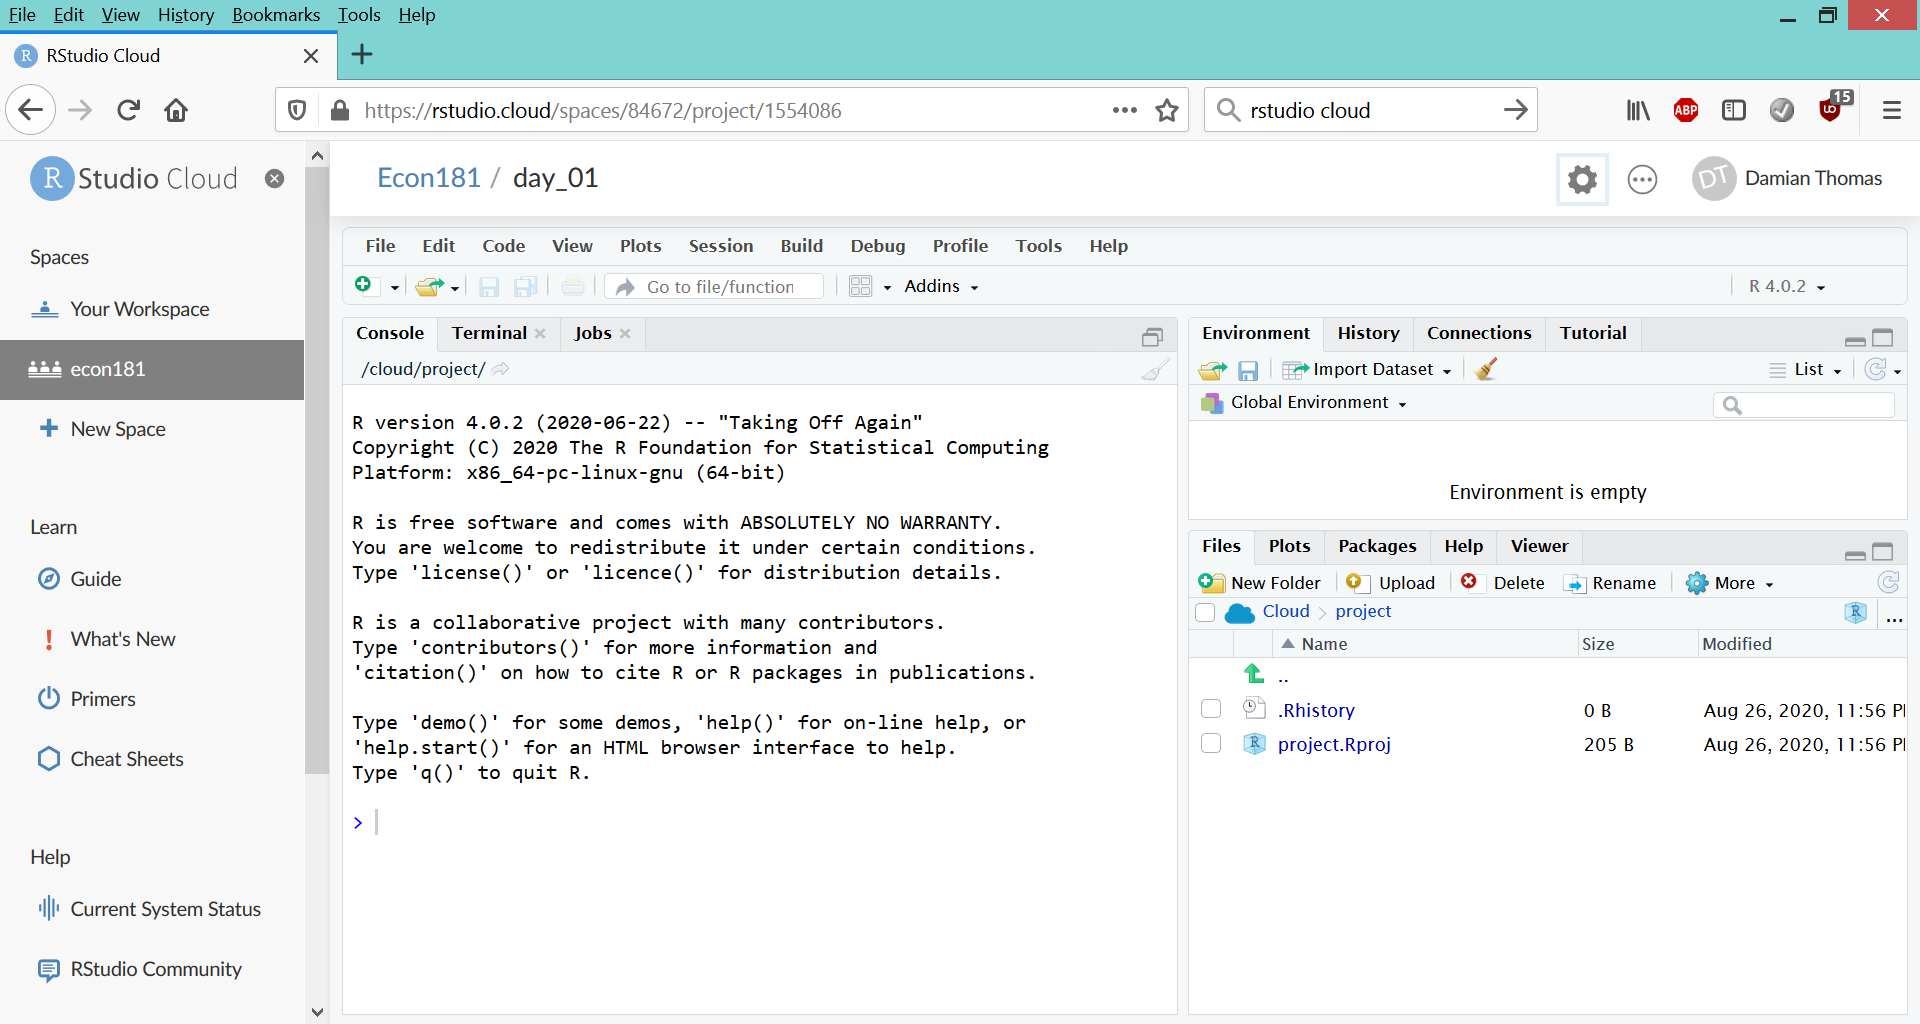 File Edit View History Bookmarks Tools Help
R RStudio Cloud
https://rstudio.cloud/spaces/84672/project/1554086
rstudio cloud
ABP
15
R Studio Cloud
Econ181 / day_01
DT Damian Thomas
Spaces
Your Workspace
econ181
New Space
Learn
Guide
What's New
Primers
Cheat Sheets
Help
Current System Status
RStudio Community
File Edit Code View Plots Session Build Debug Profile Tools Help
Go to file/function
Addins
R 4.0.2
Console Terminal Jobs
/cloud/project/
R version 4.0.2 (2020-06-22) -- "Taking Off Again"
Copyright (C) 2020 The R Foundation for Statistical Computing
Platform: x86_64-pc-linux-gnu (64-bit)
R is free software and comes with ABSOLUTELY NO WARRANTY.
You are welcome to redistribute it under certain conditions.
Type 'license()' or 'licence()' for distribution details.
R is a collaborative project with many contributors.
Type 'contributors()' for more information and
'citation()' on how to cite R or R packages in publications.
Type 'demo()' for some demos, 'help()' for on-line help, or
'help.start()' for an HTML browser interface to help.
Type 'q()' to quit R.
>
Environment History Connections Tutorial
Import Dataset List
Global Environment
Environment is empty
Files Plots Packages Help Viewer
New Folder Upload Delete Rename More
Cloud project R ...
Name Size Modified
..
.Rhistory 0 B Aug 26, 2020, 11:56 P
R project.Rproj 205 B Aug 26, 2020, 11:56 P